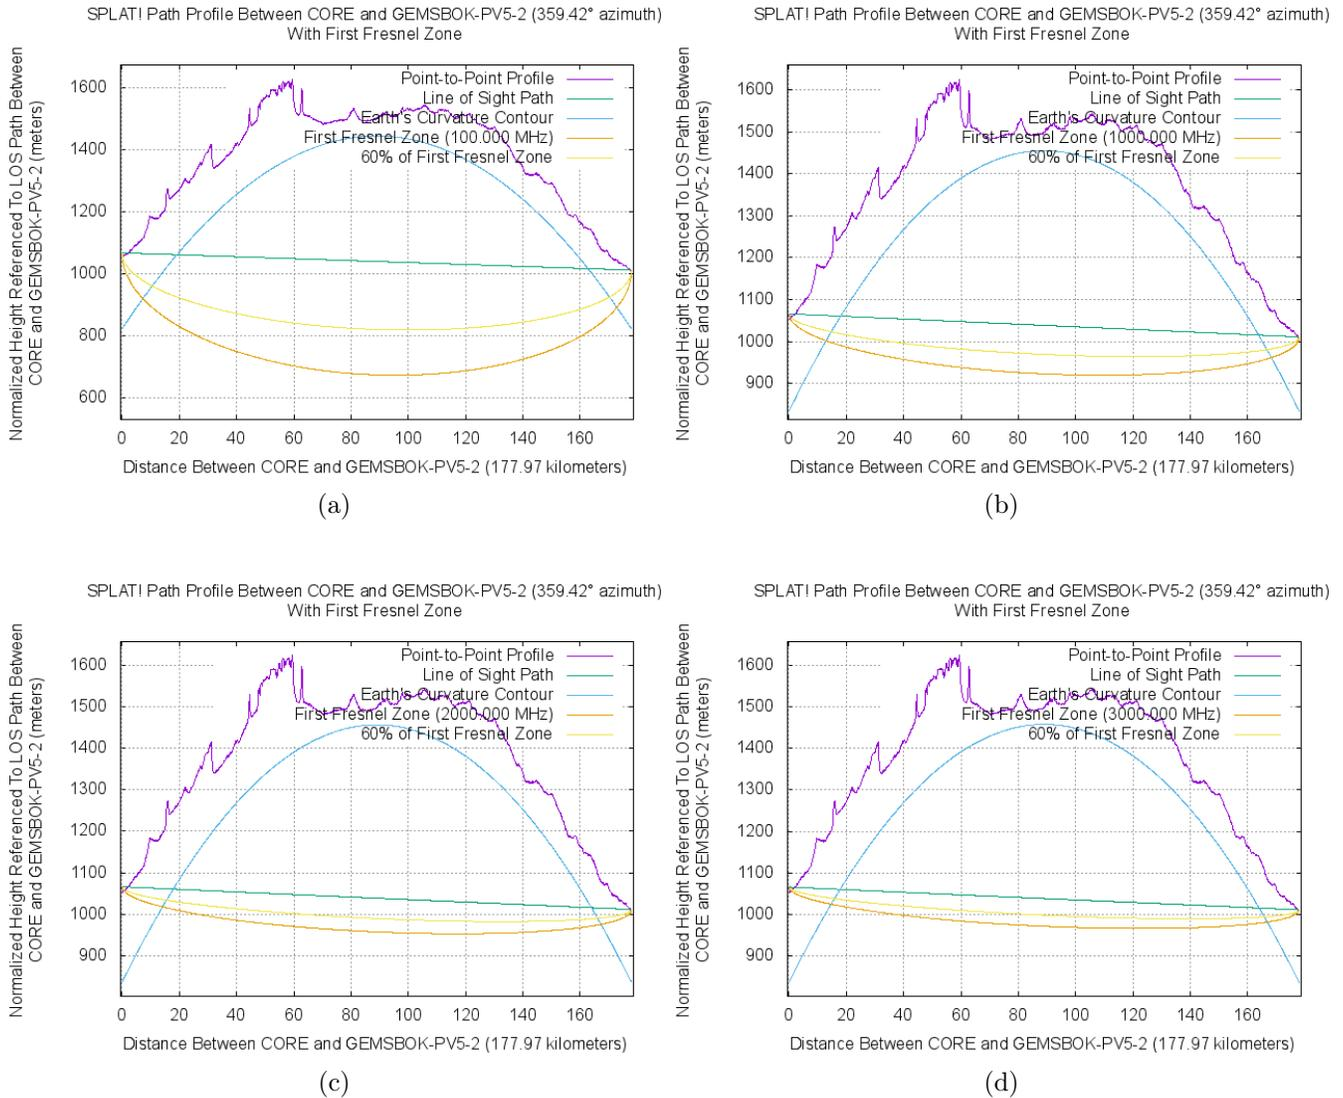 SPLAT! Path Profile Between CORE and GEMSBOK-PV5-2 (359.42° azimuth)
With First Fresnel Zone
Normalized Height Referenced To LOS Path Between
CORE and GEMSBOK-PV5-2 (meters)
1600
1400
1200
1000
800
600
Point-to-Point Profile
Line of Sight Path
Earth's Curvature Contour
First Fresnel Zone (100.000 MHz)
60% of First Fresnel Zone
0 20 40 60 80 100 120 140 160
Distance Between CORE and GEMSBOK-PV5-2 (177.97 kilometers)
(a)
SPLAT! Path Profile Between CORE and GEMSBOK-PV5-2 (359.42° azimuth)
With First Fresnel Zone
Normalized Height Referenced To LOS Path Between
CORE and GEMSBOK-PV5-2 (meters)
1600
1500
1400
1300
1200
1100
1000
900
Point-to-Point Profile
Line of Sight Path
Earth's Curvature Contour
First Fresnel Zone (1000.000 MHz)
60% of First Fresnel Zone
0 20 40 60 80 100 120 140 160
Distance Between CORE and GEMSBOK-PV5-2 (177.97 kilometers)
(b)
SPLAT! Path Profile Between CORE and GEMSBOK-PV5-2 (359.42° azimuth)
With First Fresnel Zone
Normalized Height Referenced To LOS Path Between
CORE and GEMSBOK-PV5-2 (meters)
1600
1500
1400
1300
1200
1100
1000
900
Point-to-Point Profile
Line of Sight Path
Earth's Curvature Contour
First Fresnel Zone (2000.000 MHz)
60% of First Fresnel Zone
0 20 40 60 80 100 120 140 160
Distance Between CORE and GEMSBOK-PV5-2 (177.97 kilometers)
(c)
SPLAT! Path Profile Between CORE and GEMSBOK-PV5-2 (359.42° azimuth)
With First Fresnel Zone
Normalized Height Referenced To LOS Path Between
CORE and GEMSBOK-PV5-2 (meters)
1600
1500
1400
1300
1200
1100
1000
900
Point-to-Point Profile
Line of Sight Path
Earth's Curvature Contour
First Fresnel Zone (3000.000 MHz)
60% of First Fresnel Zone
0 20 40 60 80 100 120 140 160
Distance Between CORE and GEMSBOK-PV5-2 (177.97 kilometers)
(d)